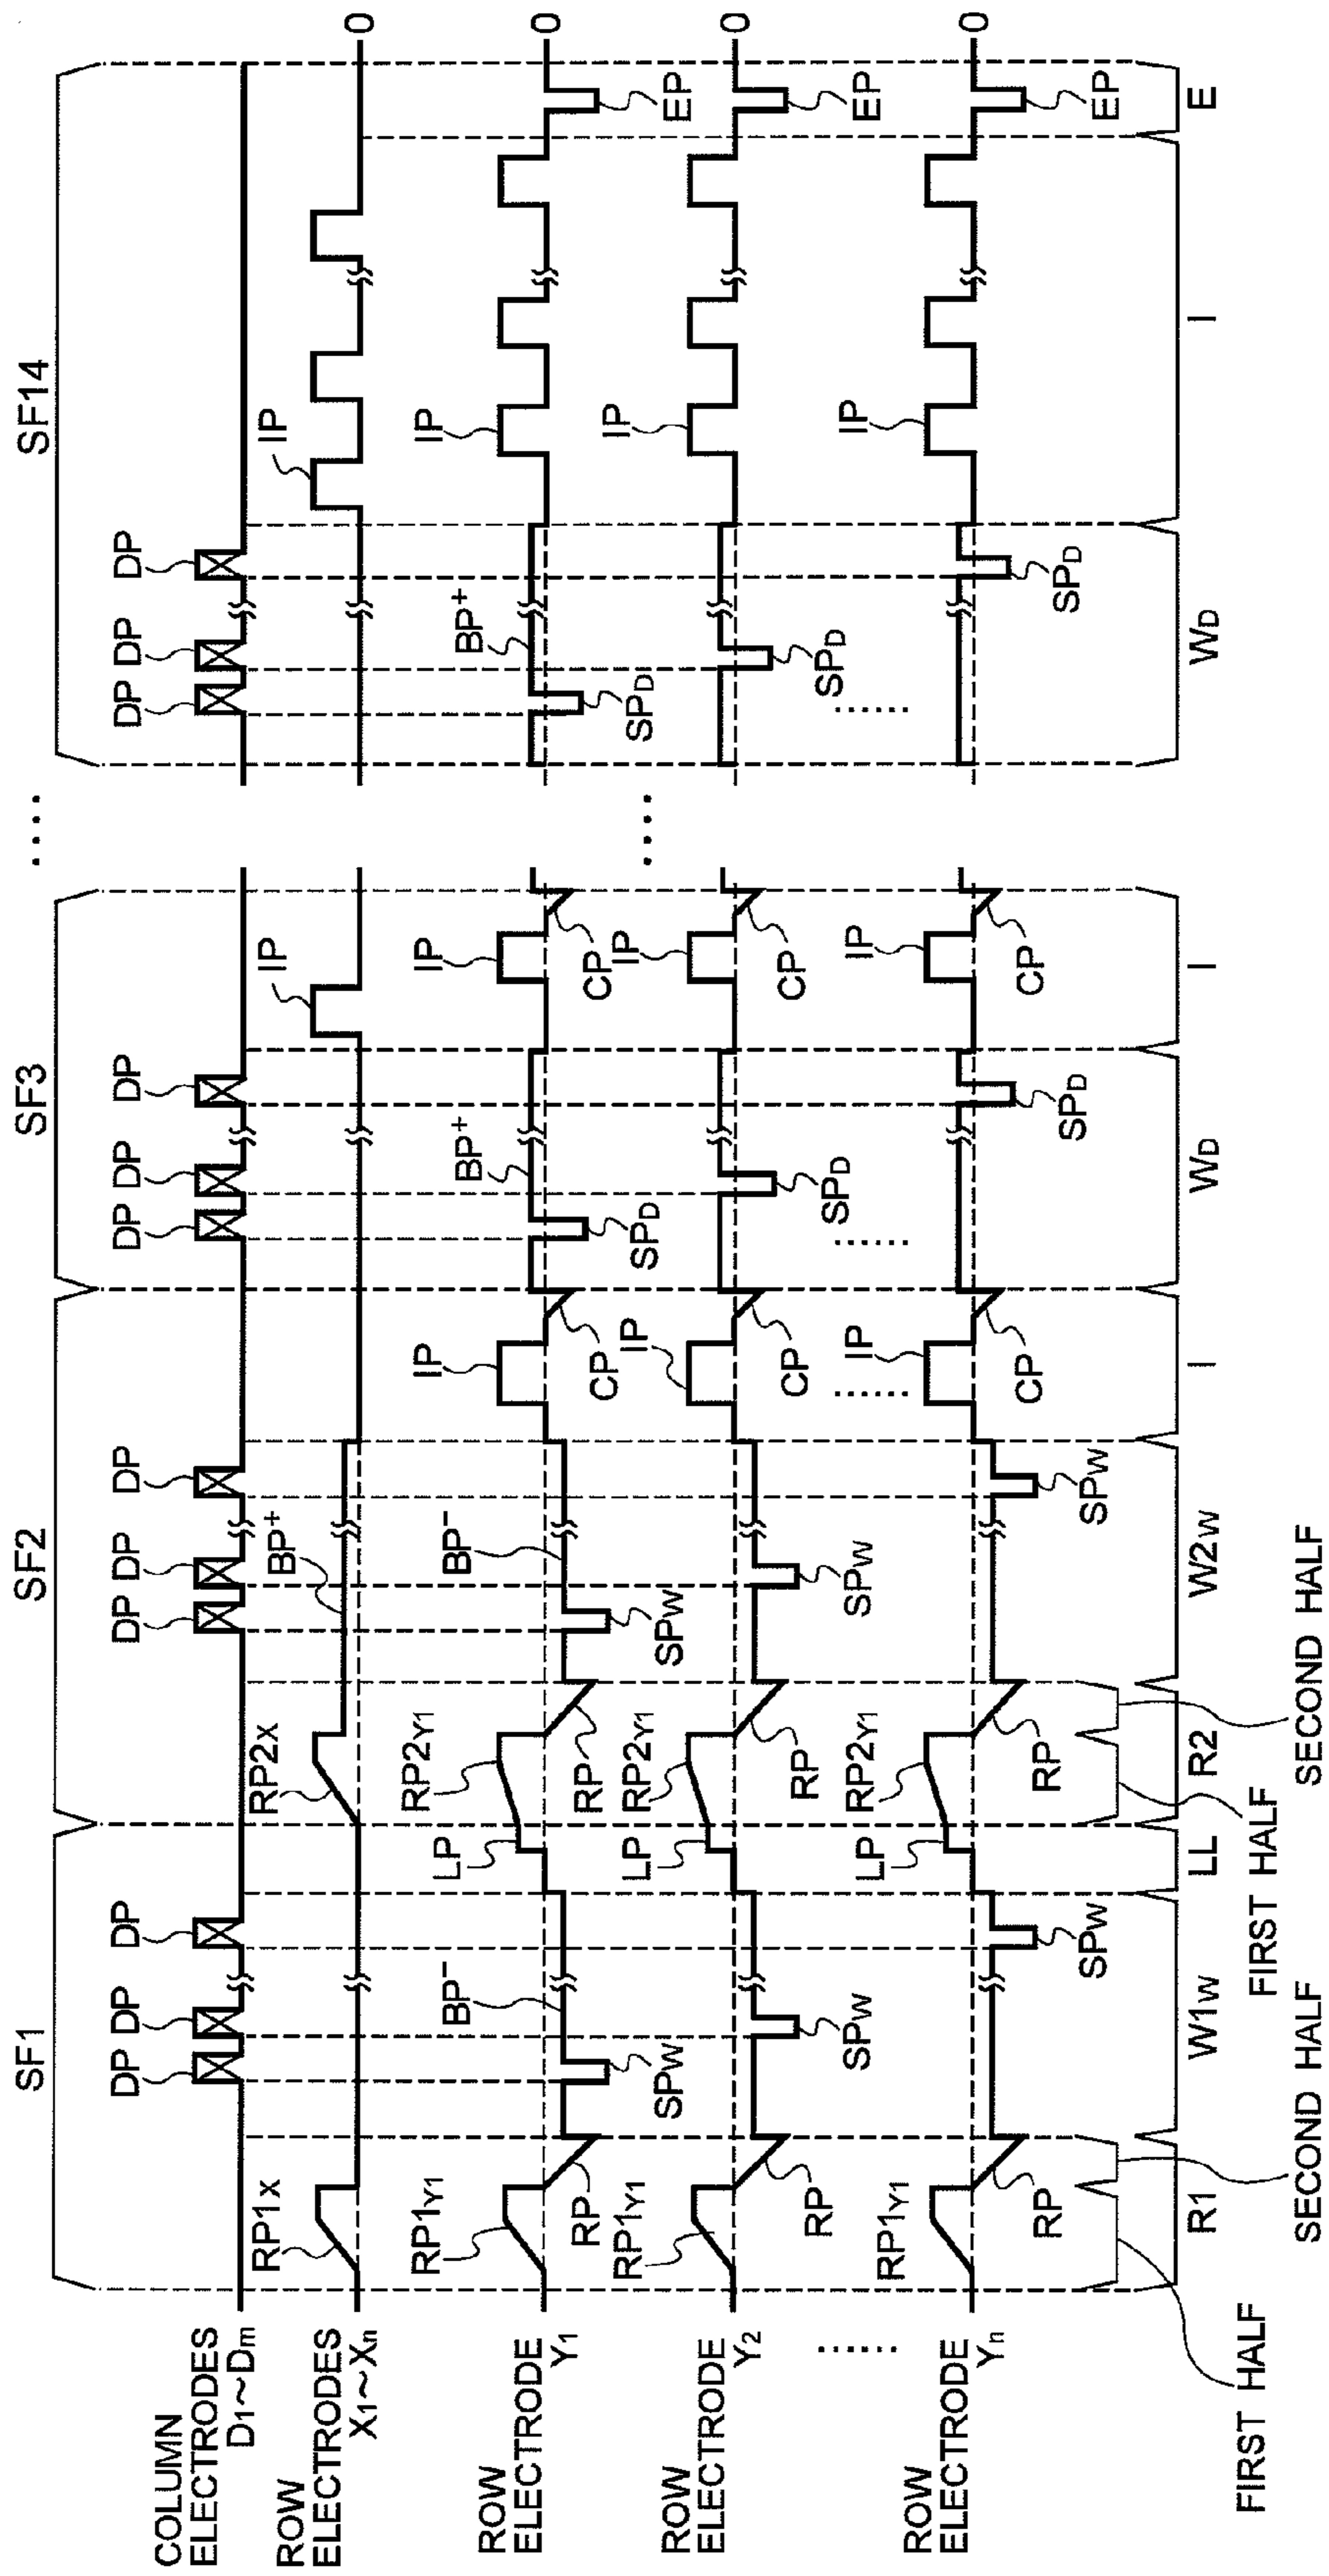 SF1 SF2 SF3 .... SF14
COLUMN
ELECTRODES
D1~Dm
DP DP DP DP DP DP DP DP DP DP DP DP
ROW
ELECTRODES
X1~Xn
RP1X RP2X BP+ IP IP 0
ROW
ELECTRODE
Y1
RP1Y1 RP SPW BP- LP RP2Y1 RP SPW BP- IP CP SPD BP+ IP CP SPD BP+ IP EP 0
ROW
ELECTRODE
Y2
RP1Y1 RP SPW LP RP2Y1 RP SPW IP CP SPD IP CP .... SPD IP EP 0
...... ...... ...... ......
ROW
ELECTRODE
Yn
RP1Y1 RP SPW LP RP2Y1 RP SPW IP CP SPD IP CP SPD IP EP 0
R1 W1W LL R2 W2W I WD I WD I E
FIRST HALF SECOND HALF FIRST HALF SECOND HALF